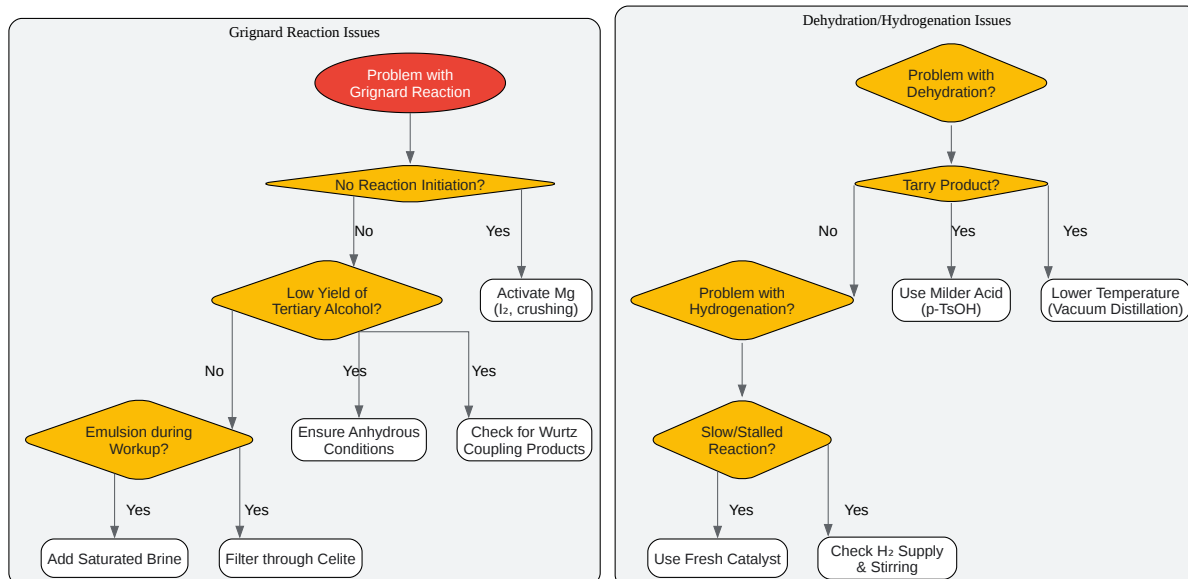 Grignard Reaction Issues
Problem with
Grignard Reaction
No Reaction Initiation?
No
Yes
Low Yield of
Tertiary Alcohol?
Activate Mg
(I₂, crushing)
No
Yes
Yes
Emulsion during
Workup?
Ensure Anhydrous
Conditions
Check for Wurtz
Coupling Products
Yes
Yes
Add Saturated Brine
Filter through Celite
Dehydration/Hydrogenation Issues
Problem with
Dehydration?
Tarry Product?
No
Yes
Yes
Problem with
Hydrogenation?
Use Milder Acid
(p-TsOH)
Lower Temperature
(Vacuum Distillation)
Slow/Stalled
Reaction?
Yes
Yes
Use Fresh Catalyst
Check H₂ Supply
& Stirring